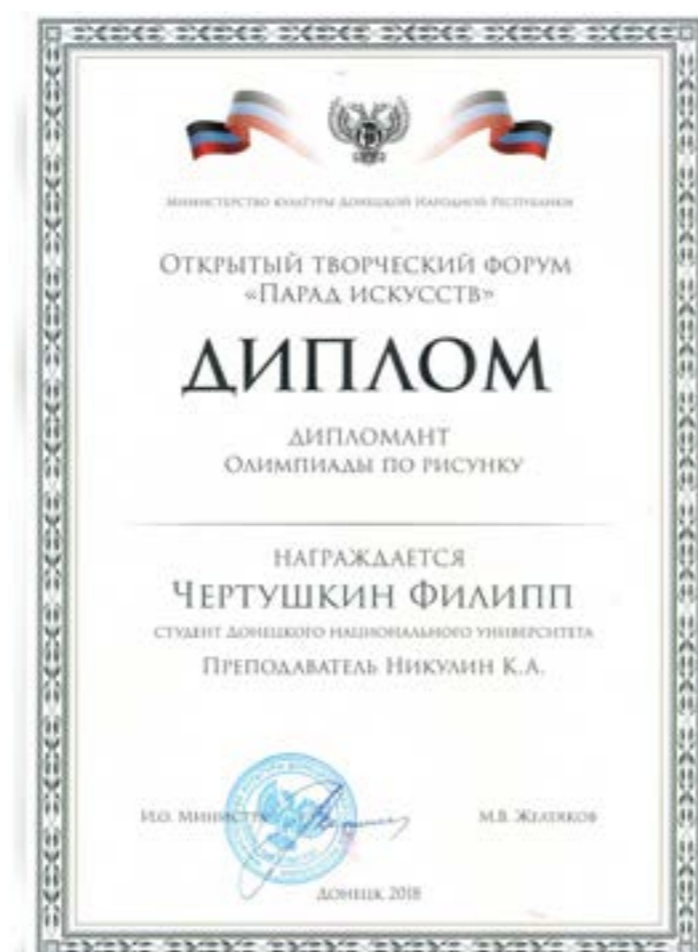 Министерство культуры Донецкой Народной Республики
Открытый творческий форум
«Парад искусств»
ДИПЛОМ
ДИПЛОМАНТ
Олимпиады по рисунку
НАГРАЖДАЕТСЯ
Чертушкин Филипп
студент Донецкого национального университета
Преподаватель Никулин К.А.
И.О. Министра
М.В. Желтяков
Донецк 2018